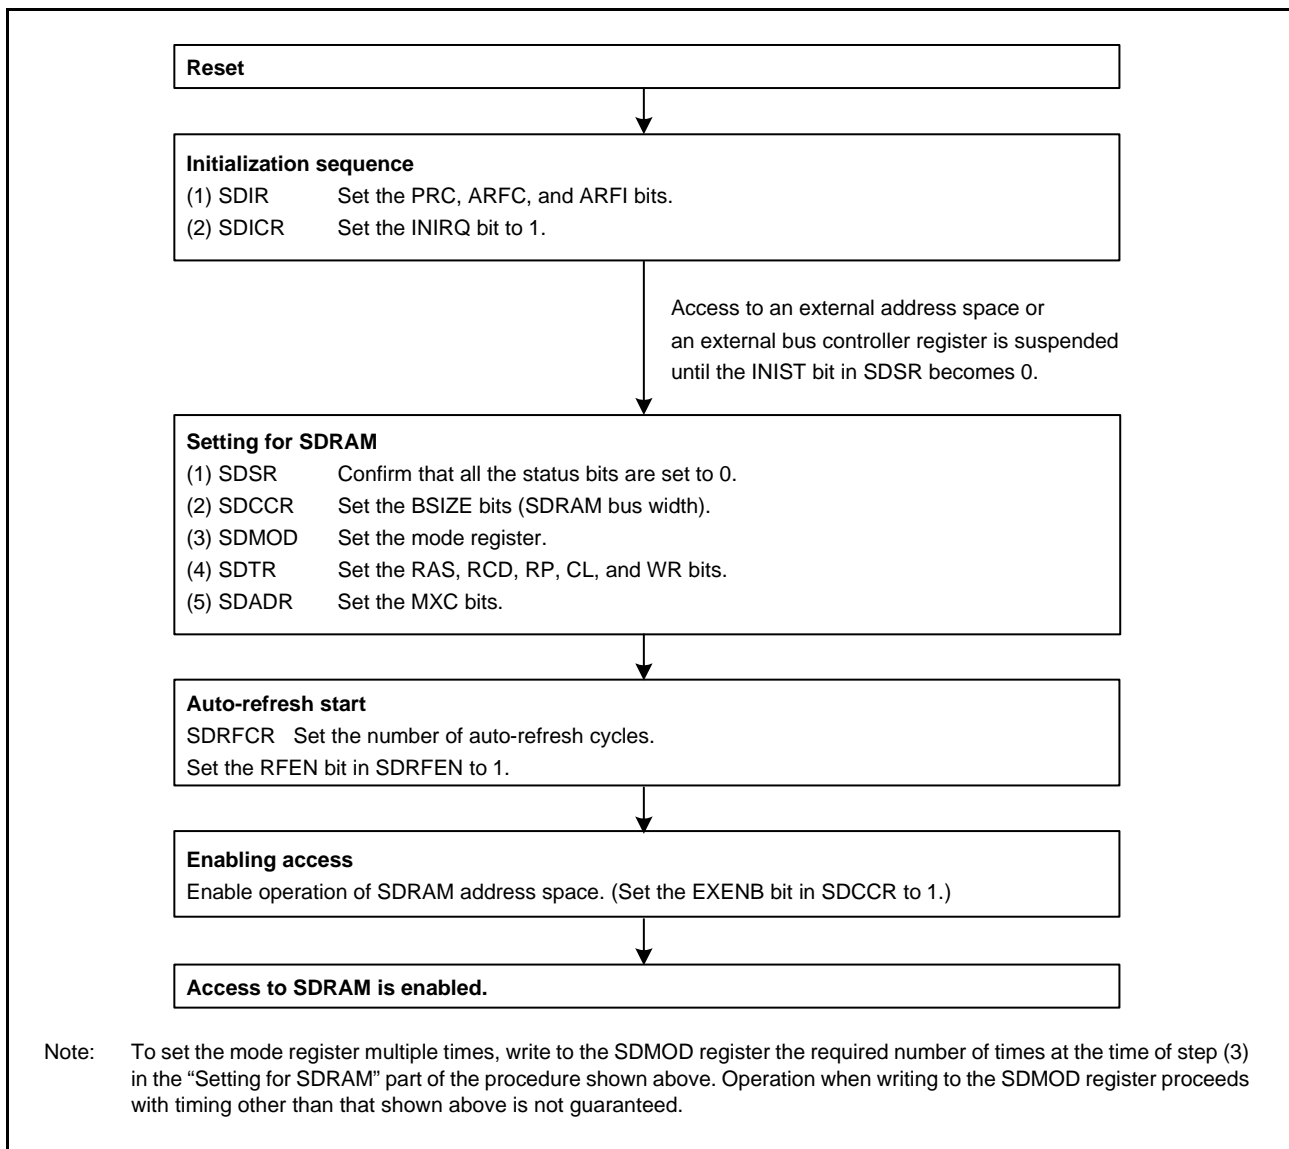 Reset
Initialization sequence
(1) SDIR Set the PRC, ARFC, and ARFI bits.
(2) SDICR Set the INIRQ bit to 1.
Access to an external address space or
an external bus controller register is suspended
until the INIST bit in SDSR becomes 0.
Setting for SDRAM
(1) SDSR Confirm that all the status bits are set to 0.
(2) SDCCR Set the BSIZE bits (SDRAM bus width).
(3) SDMOD Set the mode register.
(4) SDTR Set the RAS, RCD, RP, CL, and WR bits.
(5) SDADR Set the MXC bits.
Auto-refresh start
SDRFCR Set the number of auto-refresh cycles.
Set the RFEN bit in SDRFEN to 1.
Enabling access
Enable operation of SDRAM address space. (Set the EXENB bit in SDCCR to 1.)
Access to SDRAM is enabled.
Note: To set the mode register multiple times, write to the SDMOD register the required number of times at the time of step (3)
in the “Setting for SDRAM” part of the procedure shown above. Operation when writing to the SDMOD register proceeds
with timing other than that shown above is not guaranteed.